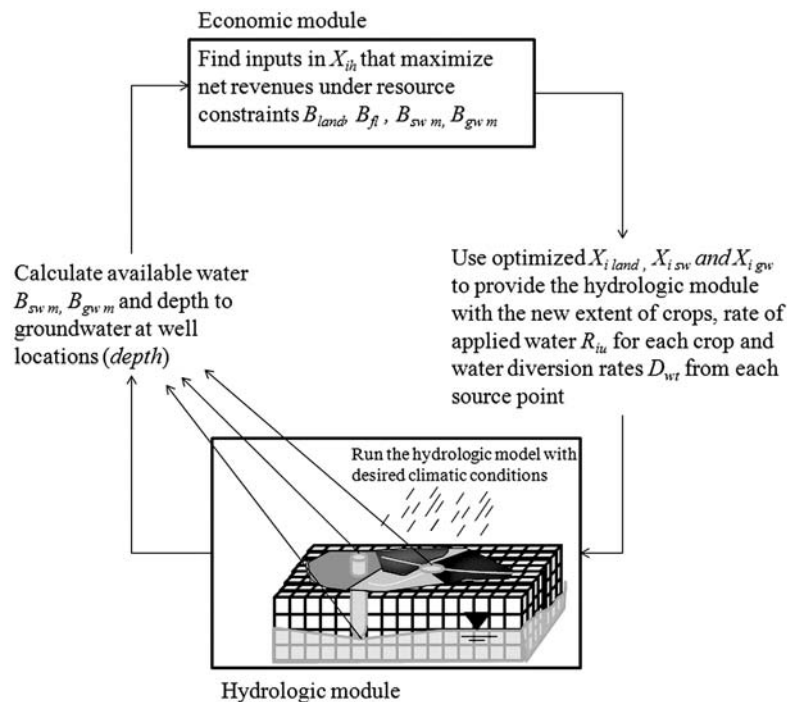 Economic module
Find inputs in X_ih that maximize
net revenues under resource
constraints B_land, B_fl , B_sw m, B_gw m
Use optimized X_i land , X_i sw and X_i gw
to provide the hydrologic module
with the new extent of crops, rate of
applied water R_iu for each crop and
water diversion rates D_wt from each
source point
Run the hydrologic model with
desired climatic conditions
Hydrologic module
Calculate available water
B_sw m, B_gw m and depth to
groundwater at well
locations (depth)